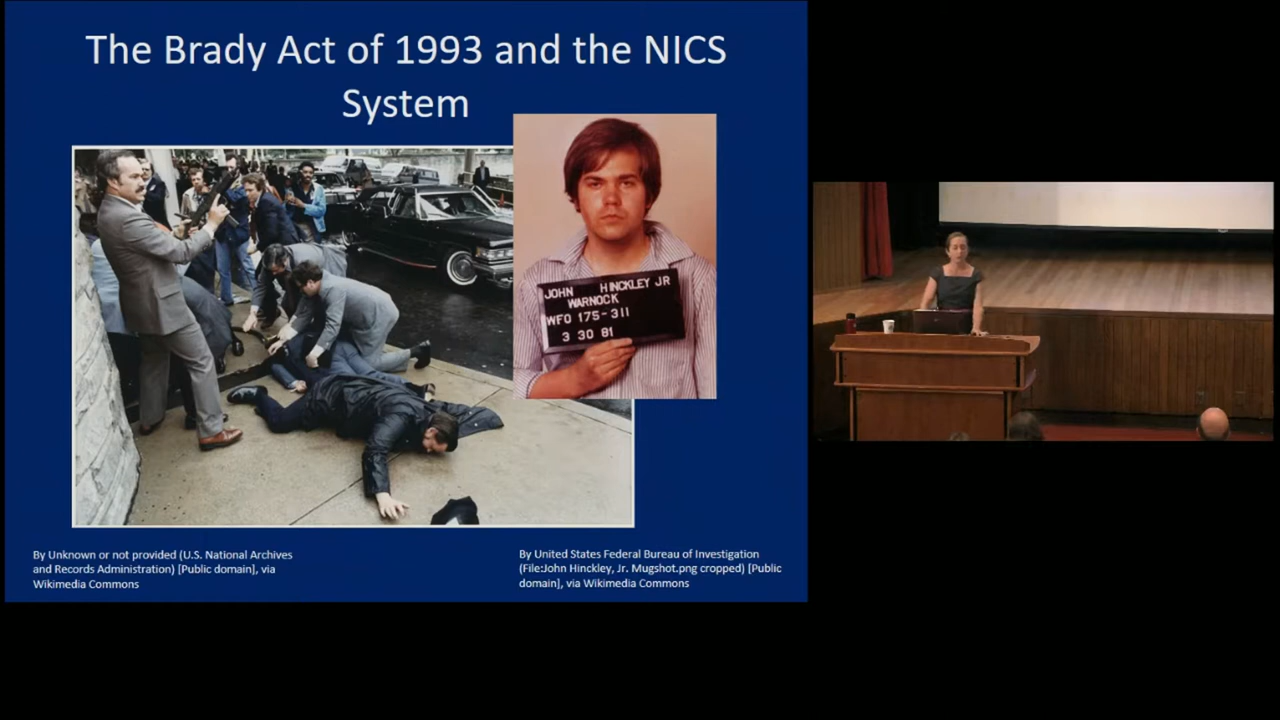 The Brady Act of 1993 and the NICS
System
JOHN HINCKLEY JR
WARNOCK
WFO 175-311
3 30 81
By Unknown or not provided (U.S. National Archives
and Records Administration) [Public domain], via
Wikimedia Commons
By United States Federal Bureau of Investigation
(File:John Hinckley, Jr. Mugshot.png cropped) [Public
domain], via Wikimedia Commons